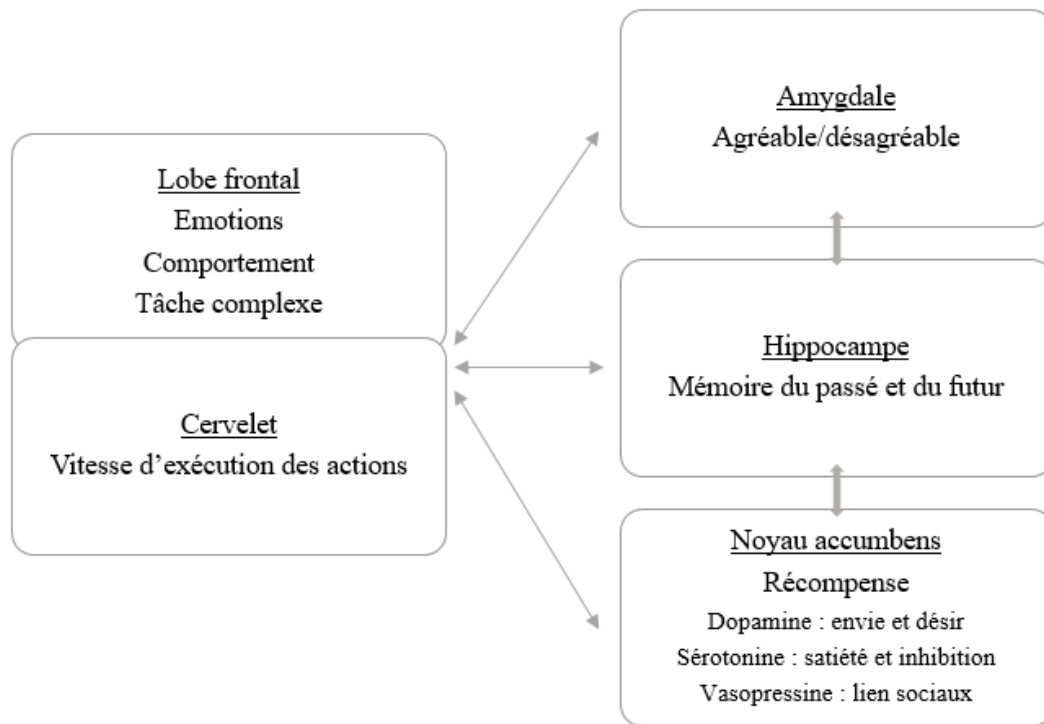 Lobe frontal
Emotions
Comportement
Tâche complexe
Cervelet
Vitesse d’exécution des actions
Amygdale
Agréable/désagréable
Hippocampe
Mémoire du passé et du futur
Noyau accumbens
Récompense
Dopamine : envie et désir
Sérotonine : satiété et inhibition
Vasopressine : lien sociaux